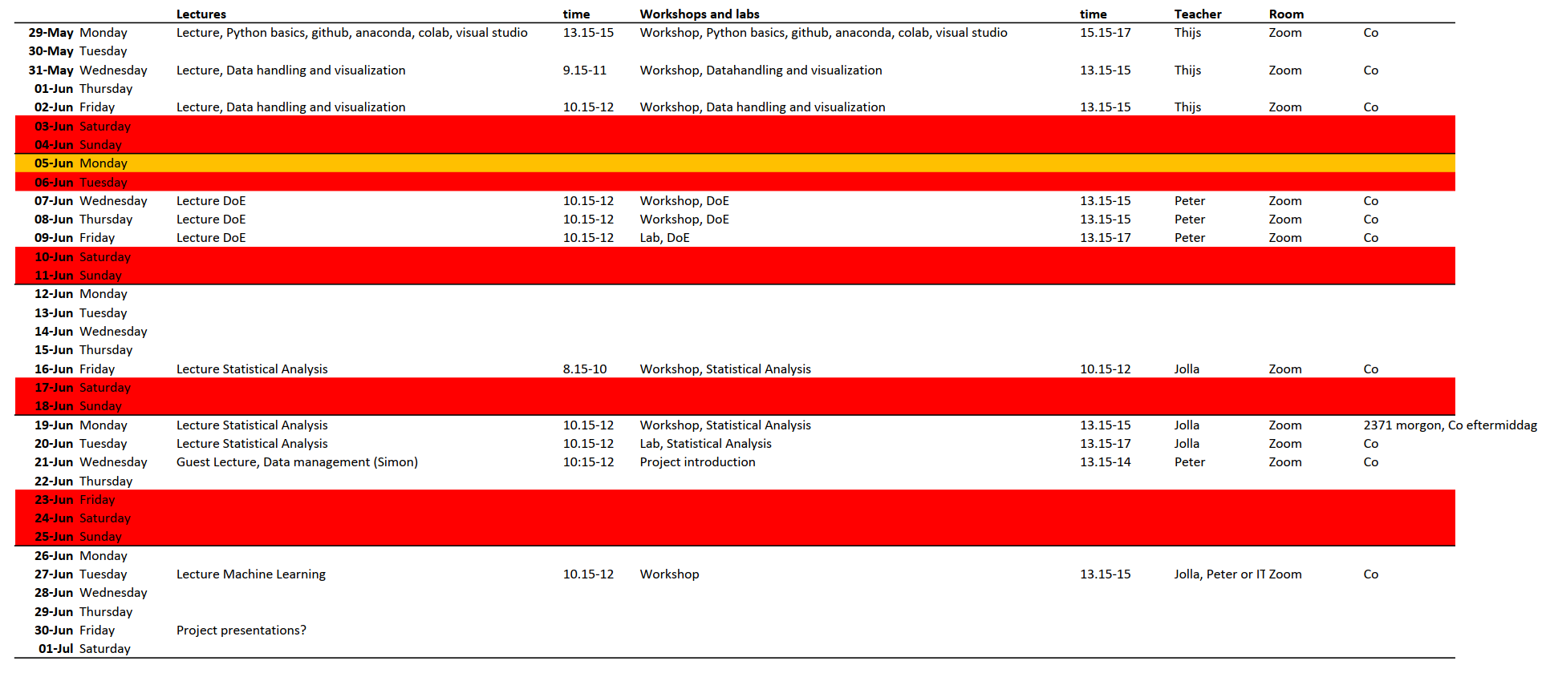 Lectures time Workshops and labs time Teacher Room
29-May Monday Lecture, Python basics, github, anaconda, colab, visual studio 13.15-15 Workshop, Python basics, github, anaconda, colab, visual studio 15.15-17 Thijs Zoom Co
30-May Tuesday
31-May Wednesday Lecture, Data handling and visualization 9.15-11 Workshop, Datahandling and visualization 13.15-15 Thijs Zoom Co
01-Jun Thursday
02-Jun Friday Lecture, Data handling and visualization 10.15-12 Workshop, Data handling and visualization 13.15-15 Thijs Zoom Co
03-Jun Saturday
04-Jun Sunday
05-Jun Monday
06-Jun Tuesday
07-Jun Wednesday Lecture DoE 10.15-12 Workshop, DoE 13.15-15 Peter Zoom Co
08-Jun Thursday Lecture DoE 10.15-12 Workshop, DoE 13.15-15 Peter Zoom Co
09-Jun Friday Lecture DoE 10.15-12 Lab, DoE 13.15-17 Peter Zoom Co
10-Jun Saturday
11-Jun Sunday
12-Jun Monday
13-Jun Tuesday
14-Jun Wednesday
15-Jun Thursday
16-Jun Friday Lecture Statistical Analysis 8.15-10 Workshop, Statistical Analysis 10.15-12 Jolla Zoom Co
17-Jun Saturday
18-Jun Sunday
19-Jun Monday Lecture Statistical Analysis 10.15-12 Workshop, Statistical Analysis 13.15-15 Jolla Zoom 2371 morgon, Co eftermiddag
20-Jun Tuesday Lecture Statistical Analysis 10.15-12 Lab, Statistical Analysis 13.15-17 Jolla Zoom Co
21-Jun Wednesday Guest Lecture, Data management (Simon) 10:15-12 Project introduction 13.15-14 Peter Zoom Co
22-Jun Thursday
23-Jun Friday
24-Jun Saturday
25-Jun Sunday
26-Jun Monday
27-Jun Tuesday Lecture Machine Learning 10.15-12 Workshop 13.15-15 Jolla, Peter or IT Zoom Co
28-Jun Wednesday
29-Jun Thursday
30-Jun Friday Project presentations?
01-Jul Saturday